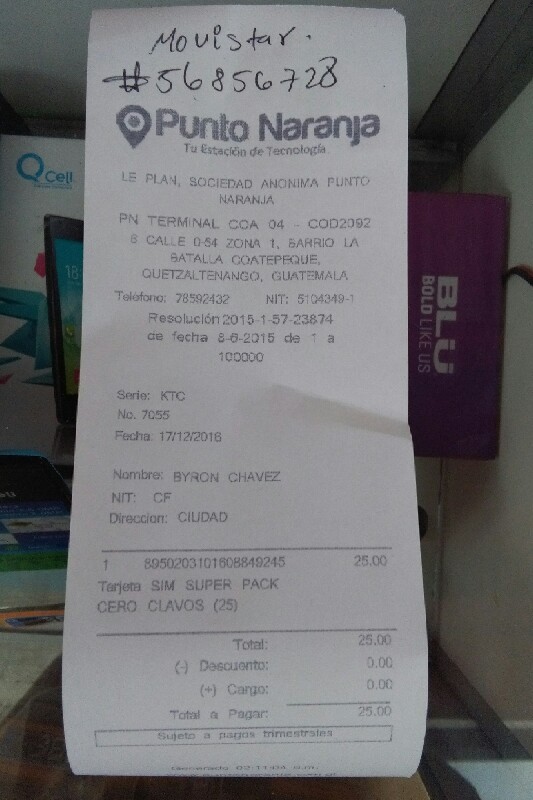 Movistar.
#56856728
Punto Naranja
Tu Estación de Tecnología
LE PLAN, SOCIEDAD ANONIMA PUNTO
NARANJA
PN TERMINAL COA 04 - COD2092
8 CALLE 0-54 ZONA 1, BARRIO LA
BATALLA COATEPEQUE,
QUETZALTENANGO, GUATEMALA
Teléfono: 78592432 NIT: 5104349-1
Resolución 2015-1-57-23874
de fecha 8-6-2015 de 1 a
100000
Serie: KTC
No. 7055
Fecha: 17/12/2016
Nombre: BYRON CHAVEZ
NIT: CF
Direccion: CIUDAD
1 8950203101608849245 25.00
Tarjeta SIM SUPER PACK
CERO CLAVOS (25)
Total: 25.00
(-) Descuento: 0.00
(+) Cargo: 0.00
Total a Pagar: 25.00
Sujeto a pagos trimestrales
Q Cell
18
BLU
BOLD LIKE US